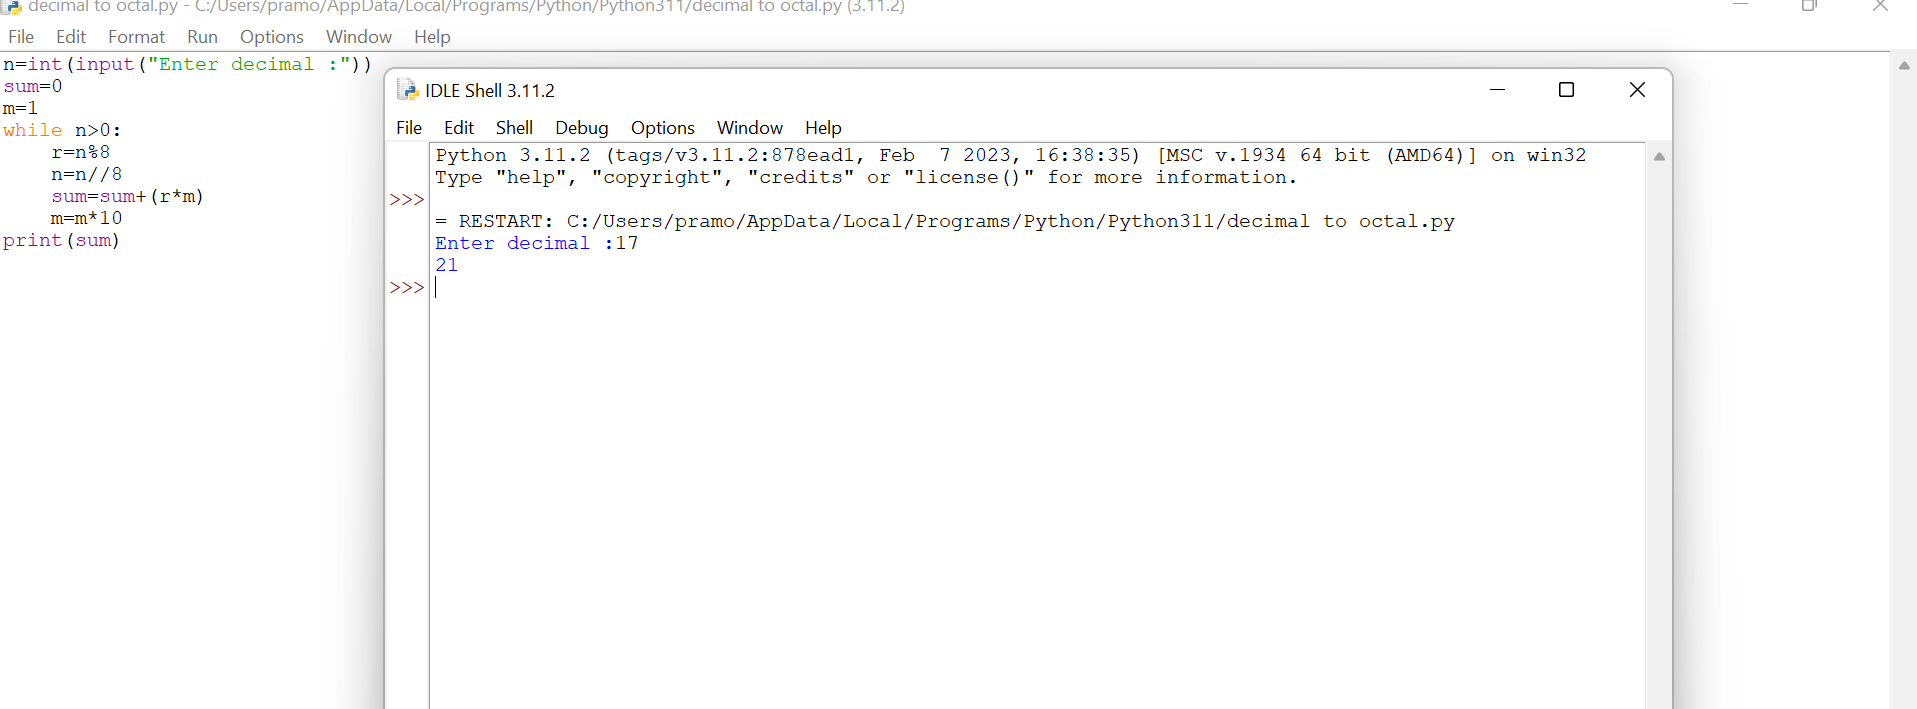 decimal to octal.py - C:/Users/pramo/AppData/Local/Programs/Python/Python311/decimal to octal.py (3.11.2)
File Edit Format Run Options Window Help
n=int(input("Enter decimal :"))
sum=0
m=1
while n>0:
    r=n%8
    n=n//8
    sum=sum+(r*m)
    m=m*10
print(sum)
IDLE Shell 3.11.2
File Edit Shell Debug Options Window Help
Python 3.11.2 (tags/v3.11.2:878ead1, Feb  7 2023, 16:38:35) [MSC v.1934 64 bit (AMD64)] on win32
Type "help", "copyright", "credits" or "license()" for more information.
>>>
= RESTART: C:/Users/pramo/AppData/Local/Programs/Python/Python311/decimal to octal.py
Enter decimal :17
21
>>>